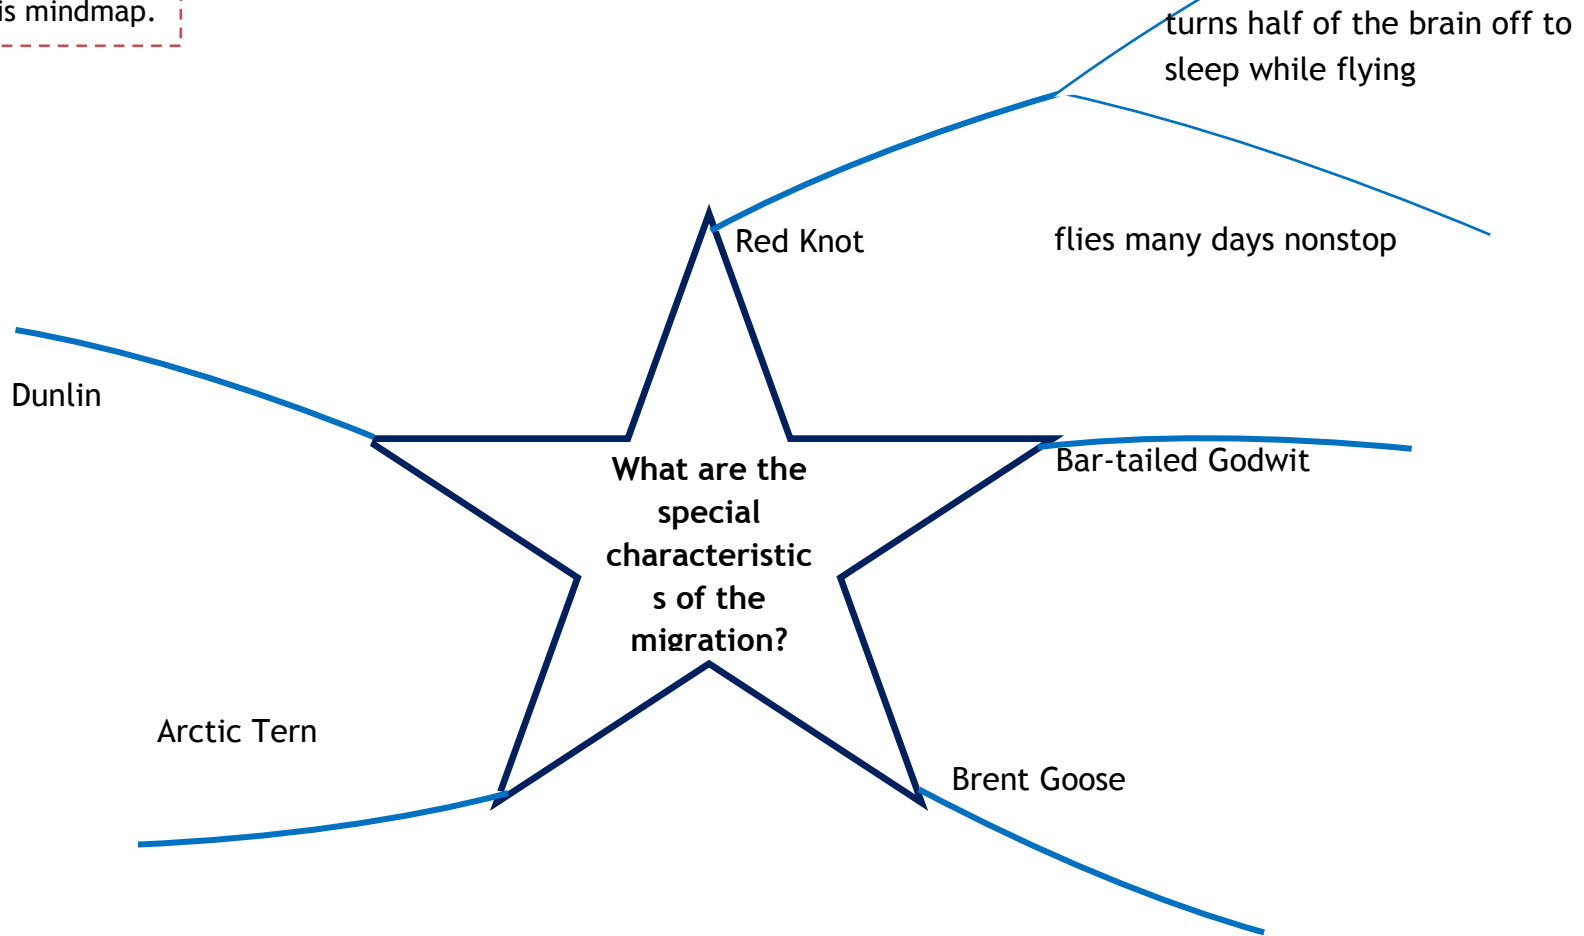 is mindmap.
turns half of the brain off to
sleep while flying
Red Knot
flies many days nonstop
Dunlin
Bar-tailed Godwit
What are the
special
characteristic
s of the
migration?
Arctic Tern
Brent Goose